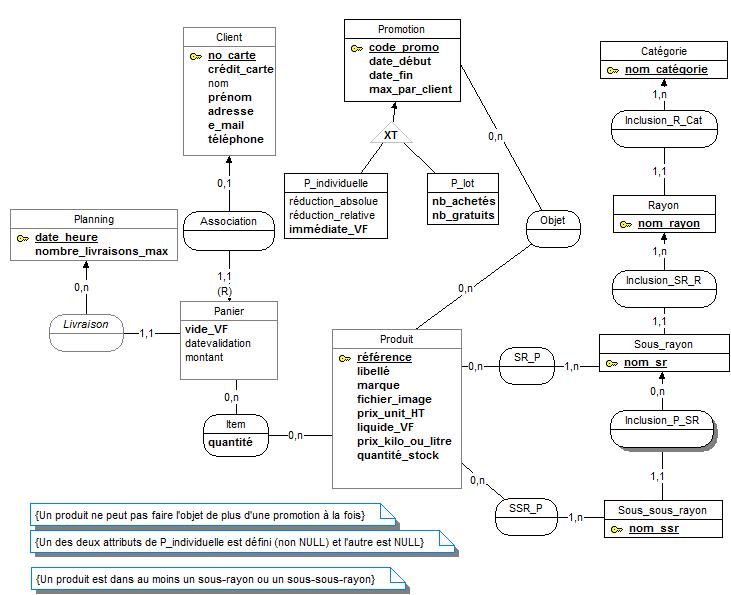 Client
no_carte
crédit_carte
nom
prénom
adresse
e_mail
téléphone
Promotion
code_promo
date_début
date_fin
max_par_client
Catégorie
nom_catégorie
1,n
Inclusion_R_Cat
1,1
XT
0,n
P_individuelle
réduction_absolue
réduction_relative
immédiate_VF
P_lot
nb_achetés
nb_gratuits
0,1
Association
1,1
(R)
Planning
date_heure
nombre_livraisons_max
0,n
Livraison
1,1
Objet
0,n
Rayon
nom_rayon
1,n
Inclusion_SR_R
1,1
Panier
vide_VF
datevalidation
montant
0,n
Item
quantité
0,n
Produit
référence
libellé
marque
fichier_image
prix_unit_HT
liquide_VF
prix_kilo_ou_litre
quantité_stock
0,n
SR_P
1,n
Sous_rayon
nom_sr
0,n
Inclusion_P_SR
1,1
0,n
SSR_P
1,n
Sous_sous_rayon
nom_ssr
{Un produit ne peut pas faire l'objet de plus d'une promotion à la fois}
{Un des deux attributs de P_individuelle est défini (non NULL) et l'autre est NULL}
{Un produit est dans au moins un sous-rayon ou un sous-sous-rayon}